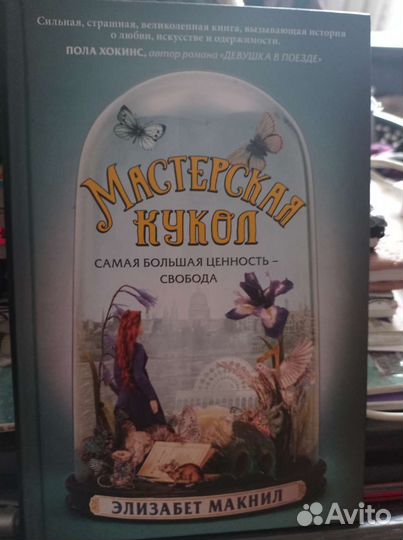 Сильная, страшная, великолепная книга, вызывающая история
о любви, искусстве и одержимости.
ПОЛА ХОКИНС, автор романа «ДЕВУШКА В ПОЕЗДЕ»
МАСТЕРСКАЯ
КУКОЛ
САМАЯ БОЛЬШАЯ ЦЕННОСТЬ –
СВОБОДА
ЭЛИЗАБЕТ МАКНИЛ
Avito